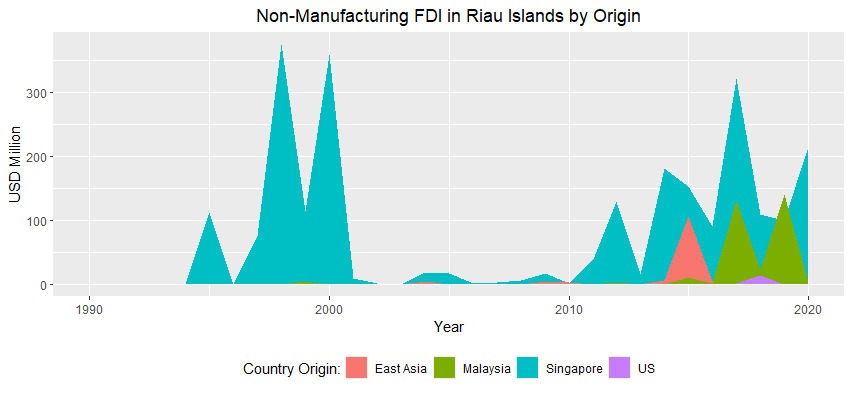 Non-Manufacturing FDI in Riau Islands by Origin
USD Million
300
200
100
0
1990
2000
2010
2020
Year
Country Origin:
East Asia
Malaysia
Singapore
US